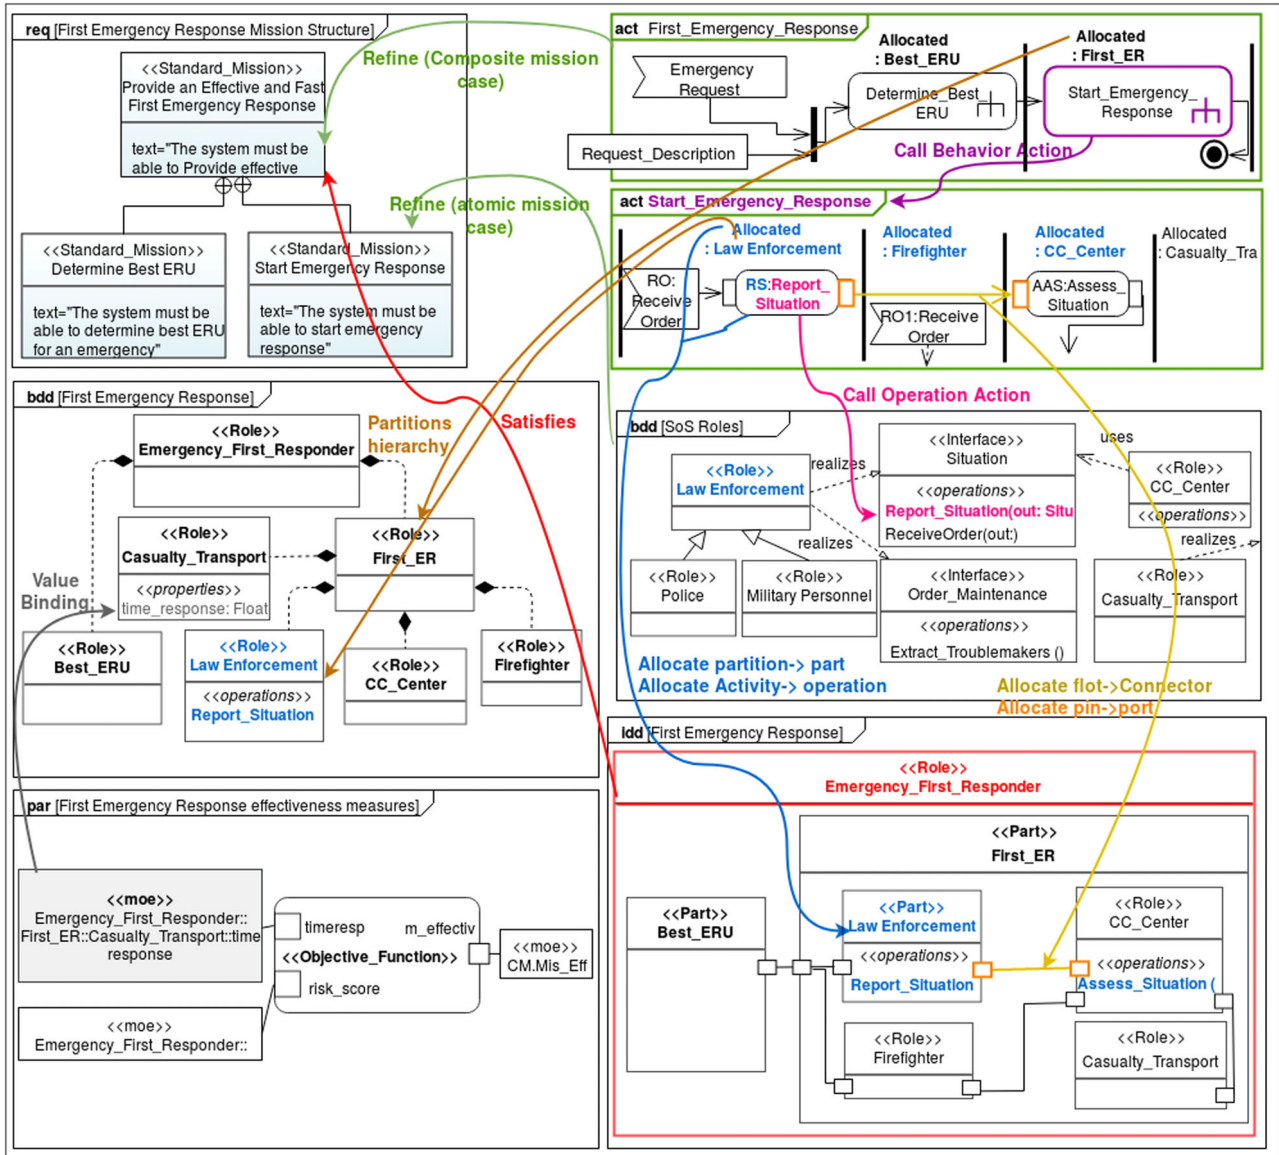 req [First Emergency Response Mission Structure]
<<Standard_Mission>>
Provide an Effective and Fast
First Emergency Response
text="The system must be
able to Provide effective
<<Standard_Mission>>
Determine Best ERU
text="The system must be
able to determine best ERU
for an emergency"
<<Standard_Mission>>
Start Emergency Response
text="The system must be
able to start emergency
response"
Refine (Composite mission
case)
Refine (atomic mission
case)
act First_Emergency_Response
Allocated
: Best_ERU
Allocated
: First_ER
Emergency
Request
Request_Description
Determine_Best_
ERU
Start_Emergency_
Response
Call Behavior Action
act Start_Emergency_Response
Allocated
: Law Enforcement
Allocated
: Firefighter
Allocated
: CC_Center
Allocated
: Casualty_Tra
RO:
Receive
Order
RS:Report_
Situation
RO1:Receive
Order
AAS:Assess_
Situation
Call Operation Action
bdd [First Emergency Response]
<<Role>>
Emergency_First_Responder
Partitions
hierarchy
Satisfies
<<Role>>
Casualty_Transport
<<properties>>
time_response: Float
<<Role>>
First_ER
Value
Binding
<<Role>>
Best_ERU
<<Role>>
Law Enforcement
<<operations>>
Report_Situation
<<Role>>
CC_Center
<<Role>>
Firefighter
bdd [SoS Roles]
<<Role>>
Law Enforcement
realizes
<<Interface>>
Situation
<<operations>>
Report_Situation(out: Situ
ReceiveOrder(out:)
uses
<<Role>>
CC_Center
<<operations>>
realizes
realizes
<<Role>>
Police
<<Role>>
Military Personnel
<<Interface>>
Order_Maintenance
<<operations>>
Extract_Troublemakers ()
<<Role>>
Casualty_Transport
Allocate partition-> part
Allocate Activity-> operation
Allocate flot->Connector
Allocate pin->port
par [First Emergency Response effectiveness measures]
<<moe>>
Emergency_First_Responder::
First_ER::Casualty_Transport::time
response
<<moe>>
Emergency_First_Responder::
timeresp
m_effectiv
<<Objective_Function>>
risk_score
<<moe>>
CM.Mis_Eff
Idd [First Emergency Response]
<<Role>>
Emergency_First_Responder
<<Part>>
First_ER
<<Part>>
Best_ERU
<<Part>>
Law Enforcement
<<operations>>
Report_Situation
<<Role>>
CC_Center
<<operations>>
Assess_Situation (
<<Role>>
Firefighter
<<Role>>
Casualty_Transport